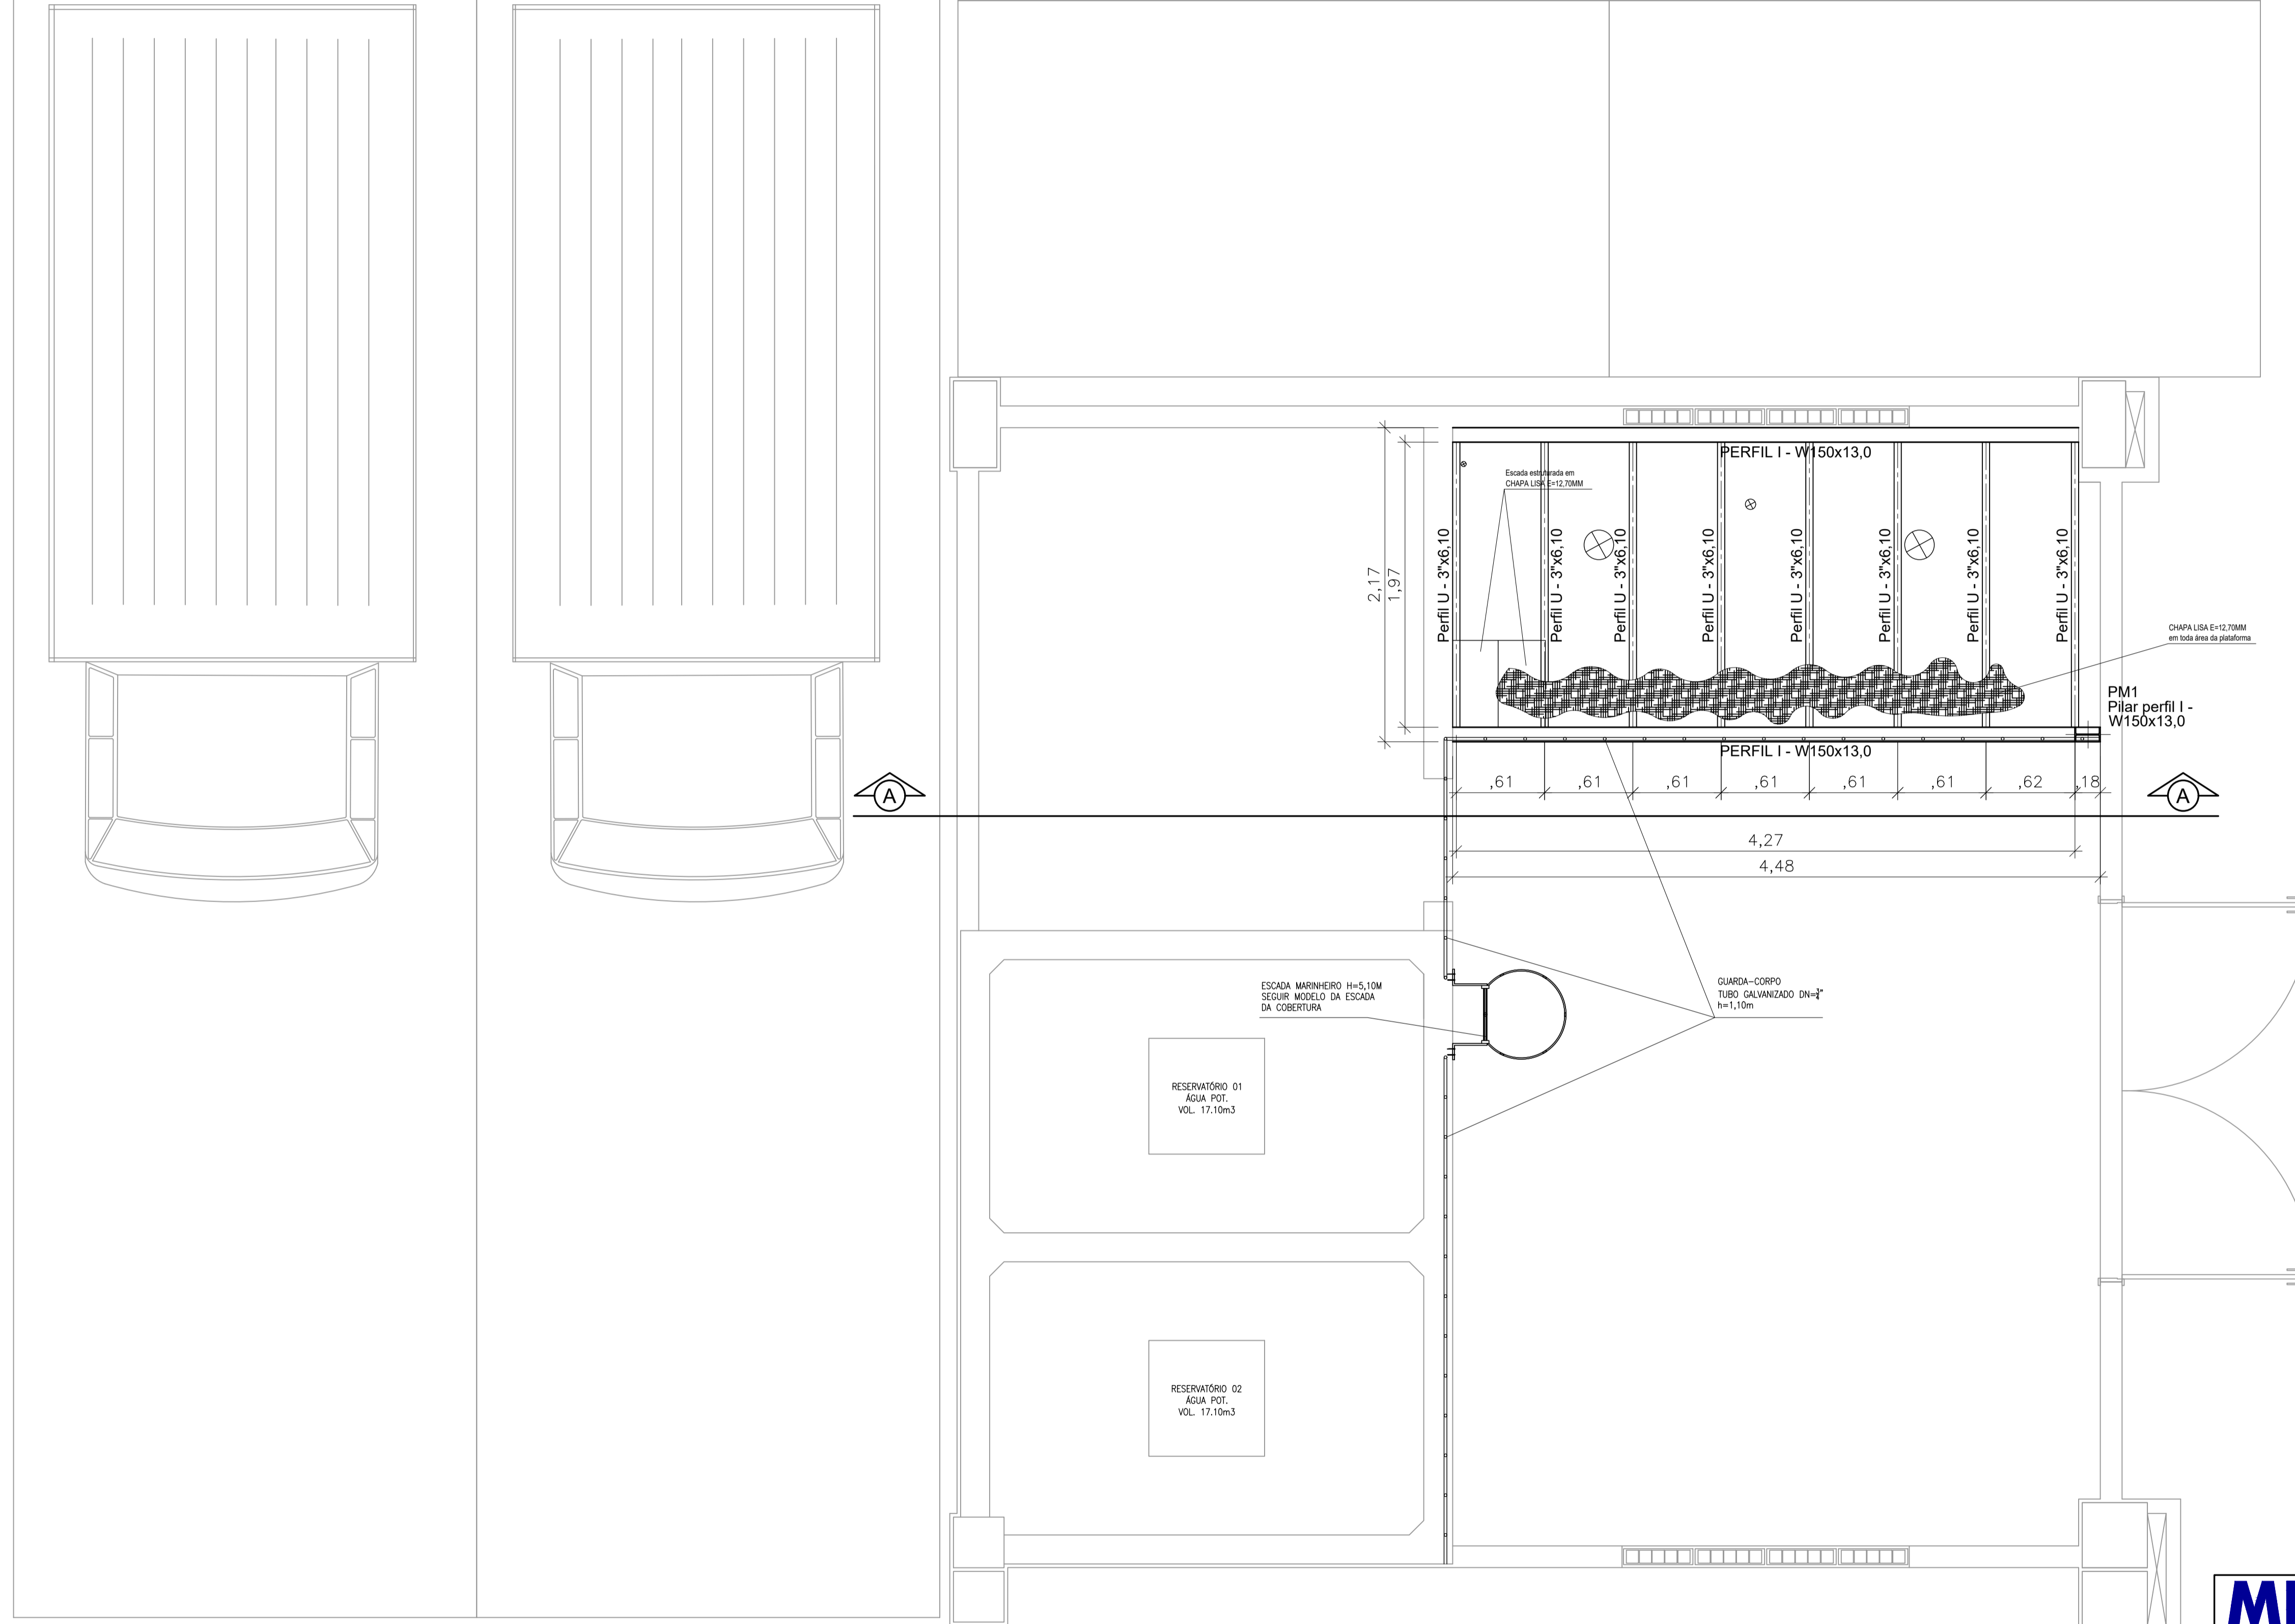 PERFIL I - W150x13,0
Escada estruturada em
CHAPA LISA E=12,70MM
2,17
1,97
Perfil U - 3"x6,10
Perfil U - 3"x6,10
Perfil U - 3"x6,10
Perfil U - 3"x6,10
Perfil U - 3"x6,10
Perfil U - 3"x6,10
Perfil U - 3"x6,10
Perfil U - 3"x6,10
CHAPA LISA E=12,70MM
em toda área da plataforma
PM1
Pilar perfil I -
W150x13,0
PERFIL I - W150x13,0
,61
,61
,61
,61
,61
,61
,62
,18
A
A
4,27
4,48
ESCADA MARINHEIRO H=5,10M
SEGUIR MODELO DA ESCADA
DA COBERTURA
GUARDA-CORPO
TUBO GALVANIZADO DN=¾"
h=1,10m
RESERVATÓRIO 01
ÁGUA POT.
VOL. 17.10m3
RESERVATÓRIO 02
ÁGUA POT.
VOL. 17.10m3